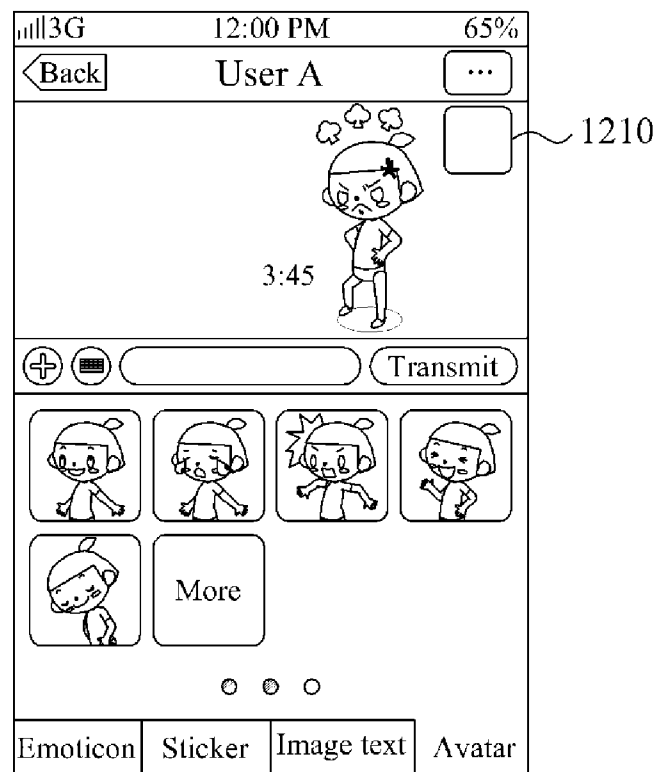 3G 12:00 PM 65%
Back User A ...
1210
3:45
Transmit
More
Emoticon Sticker Image text Avatar